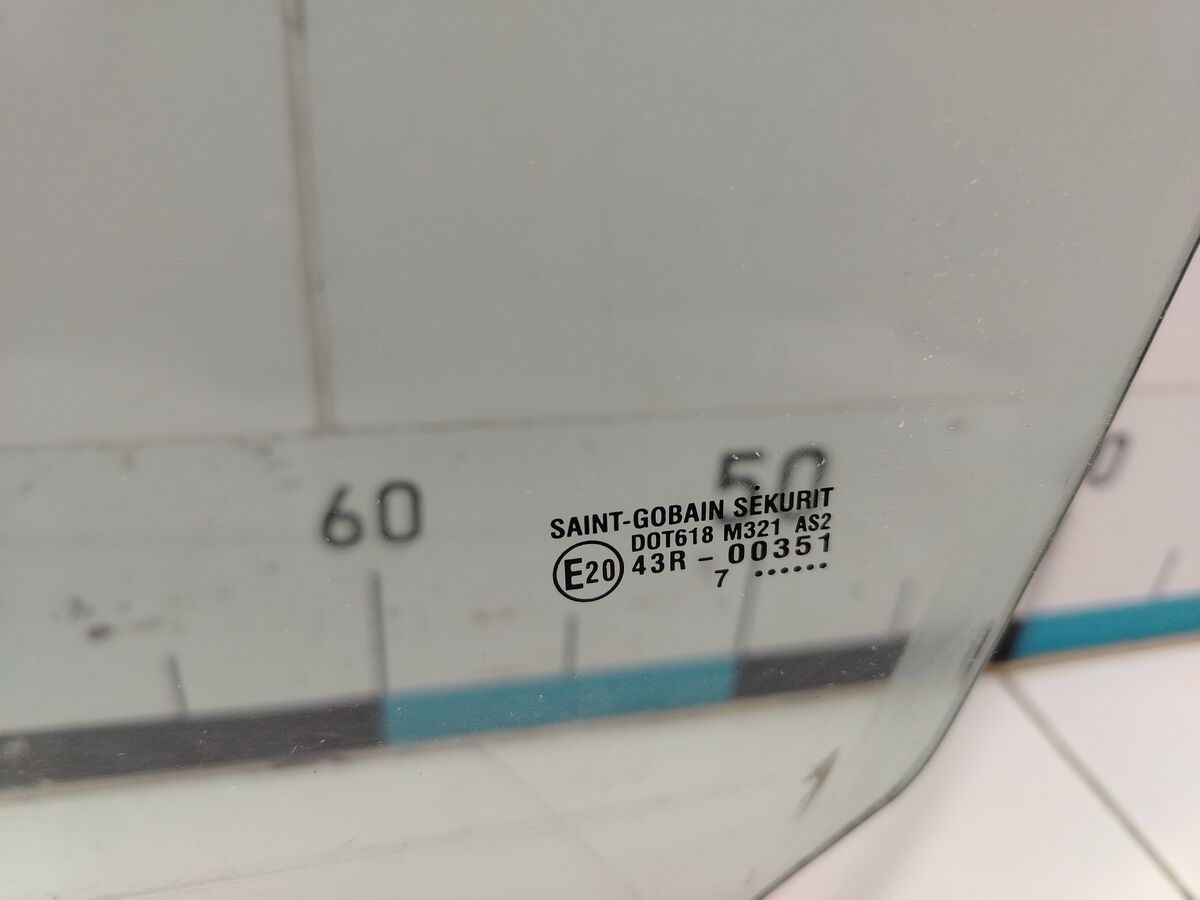 60
50
SAINT-GOBAIN SEKURIT
DOT618 M321 AS2
E20 43R - 00351
7 ......